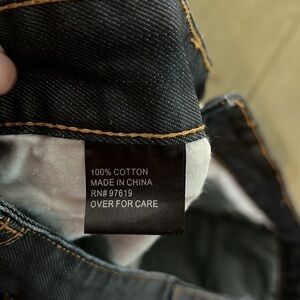 100% COTTON
MADE IN CHINA
RN# 97619
OVER FOR CARE